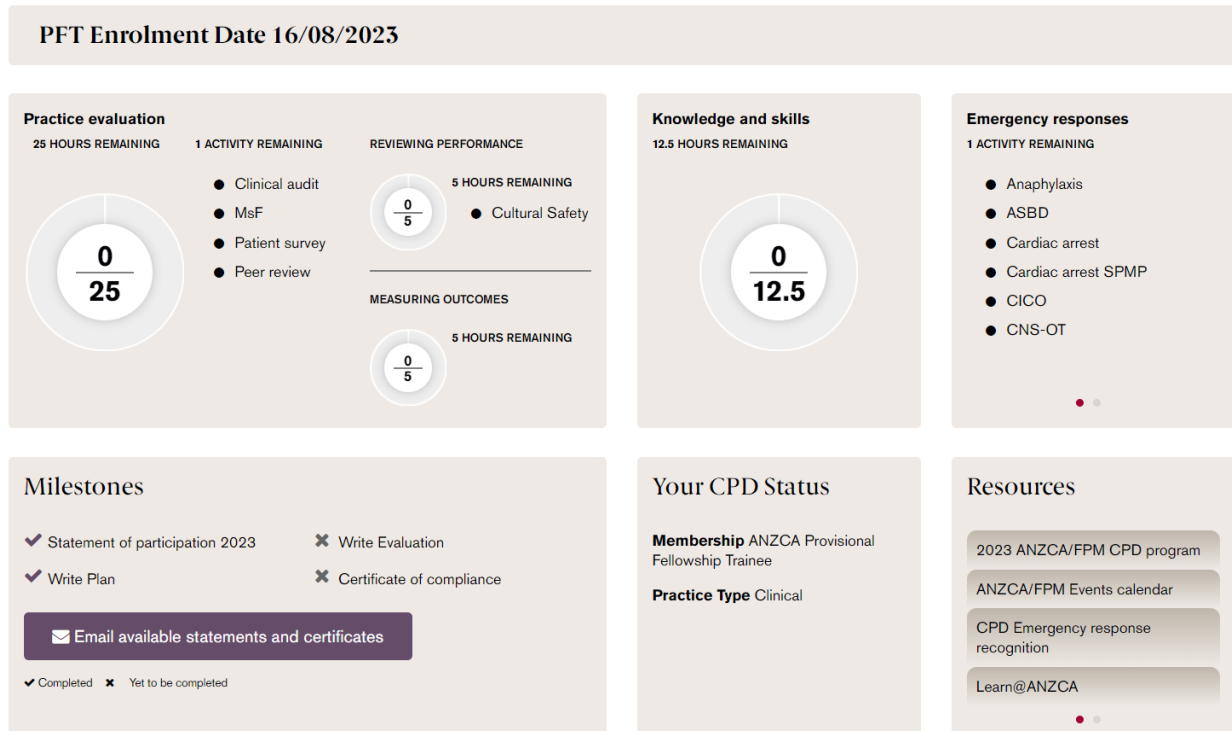 PFT Enrolment Date 16/08/2023
Practice evaluation
25 HOURS REMAINING
0
25
1 ACTIVITY REMAINING
Clinical audit
MsF
Patient survey
Peer review
REVIEWING PERFORMANCE
0
5
5 HOURS REMAINING
Cultural Safety
MEASURING OUTCOMES
0
5
5 HOURS REMAINING
Knowledge and skills
12.5 HOURS REMAINING
0
12.5
Emergency responses
1 ACTIVITY REMAINING
Anaphylaxis
ASBD
Cardiac arrest
Cardiac arrest SPMP
CICO
CNS-OT
Milestones
Statement of participation 2023
Write Evaluation
Write Plan
Certificate of compliance
Email available statements and certificates
Completed
Yet to be completed
Your CPD Status
Membership ANZCA Provisional
Fellowship Trainee
Practice Type Clinical
Resources
2023 ANZCA/FPM CPD program
ANZCA/FPM Events calendar
CPD Emergency response
recognition
Learn@ANZCA